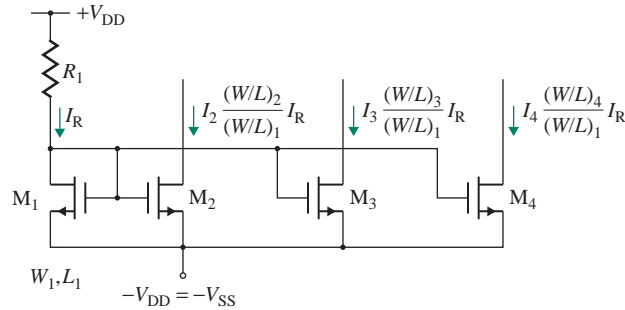 +V_DD
R_1
I_R
I_2 (W/L)_2/(W/L)_1 I_R
I_3 (W/L)_3/(W/L)_1 I_R
I_4 (W/L)_4/(W/L)_1 I_R
M_1
M_2
M_3
M_4
W_1, L_1
−V_DD = −V_SS